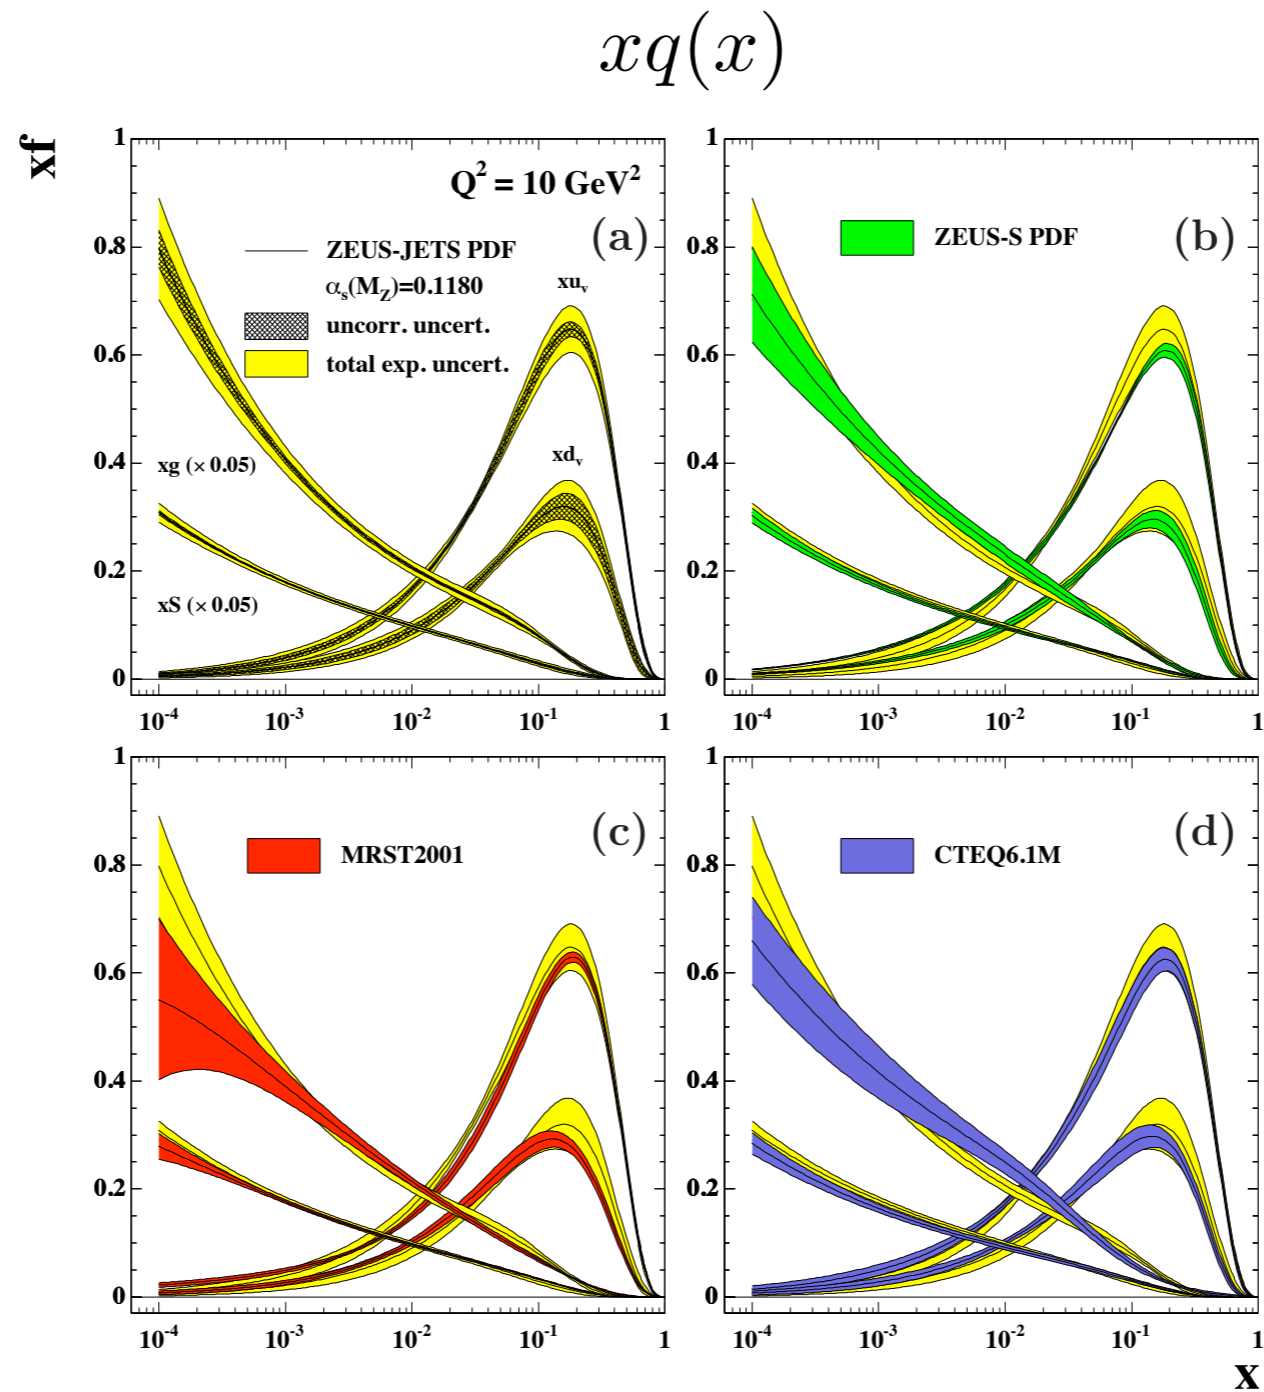 xq(x)
xf
1
0.8
0.6
0.4
0.2
0
Q² = 10 GeV²
(a)
ZEUS-JETS PDF
αₛ(M_Z)=0.1180
uncorr. uncert.
total exp. uncert.
xuᵥ
xdᵥ
xg (× 0.05)
xS (× 0.05)
10⁻⁴ 10⁻³ 10⁻² 10⁻¹ 1
1
0.8
0.6
0.4
0.2
0
ZEUS-S PDF
(b)
10⁻⁴ 10⁻³ 10⁻² 10⁻¹ 1
1
0.8
0.6
0.4
0.2
0
MRST2001
(c)
10⁻⁴ 10⁻³ 10⁻² 10⁻¹ 1
1
0.8
0.6
0.4
0.2
0
CTEQ6.1M
(d)
10⁻⁴ 10⁻³ 10⁻² 10⁻¹ 1
x